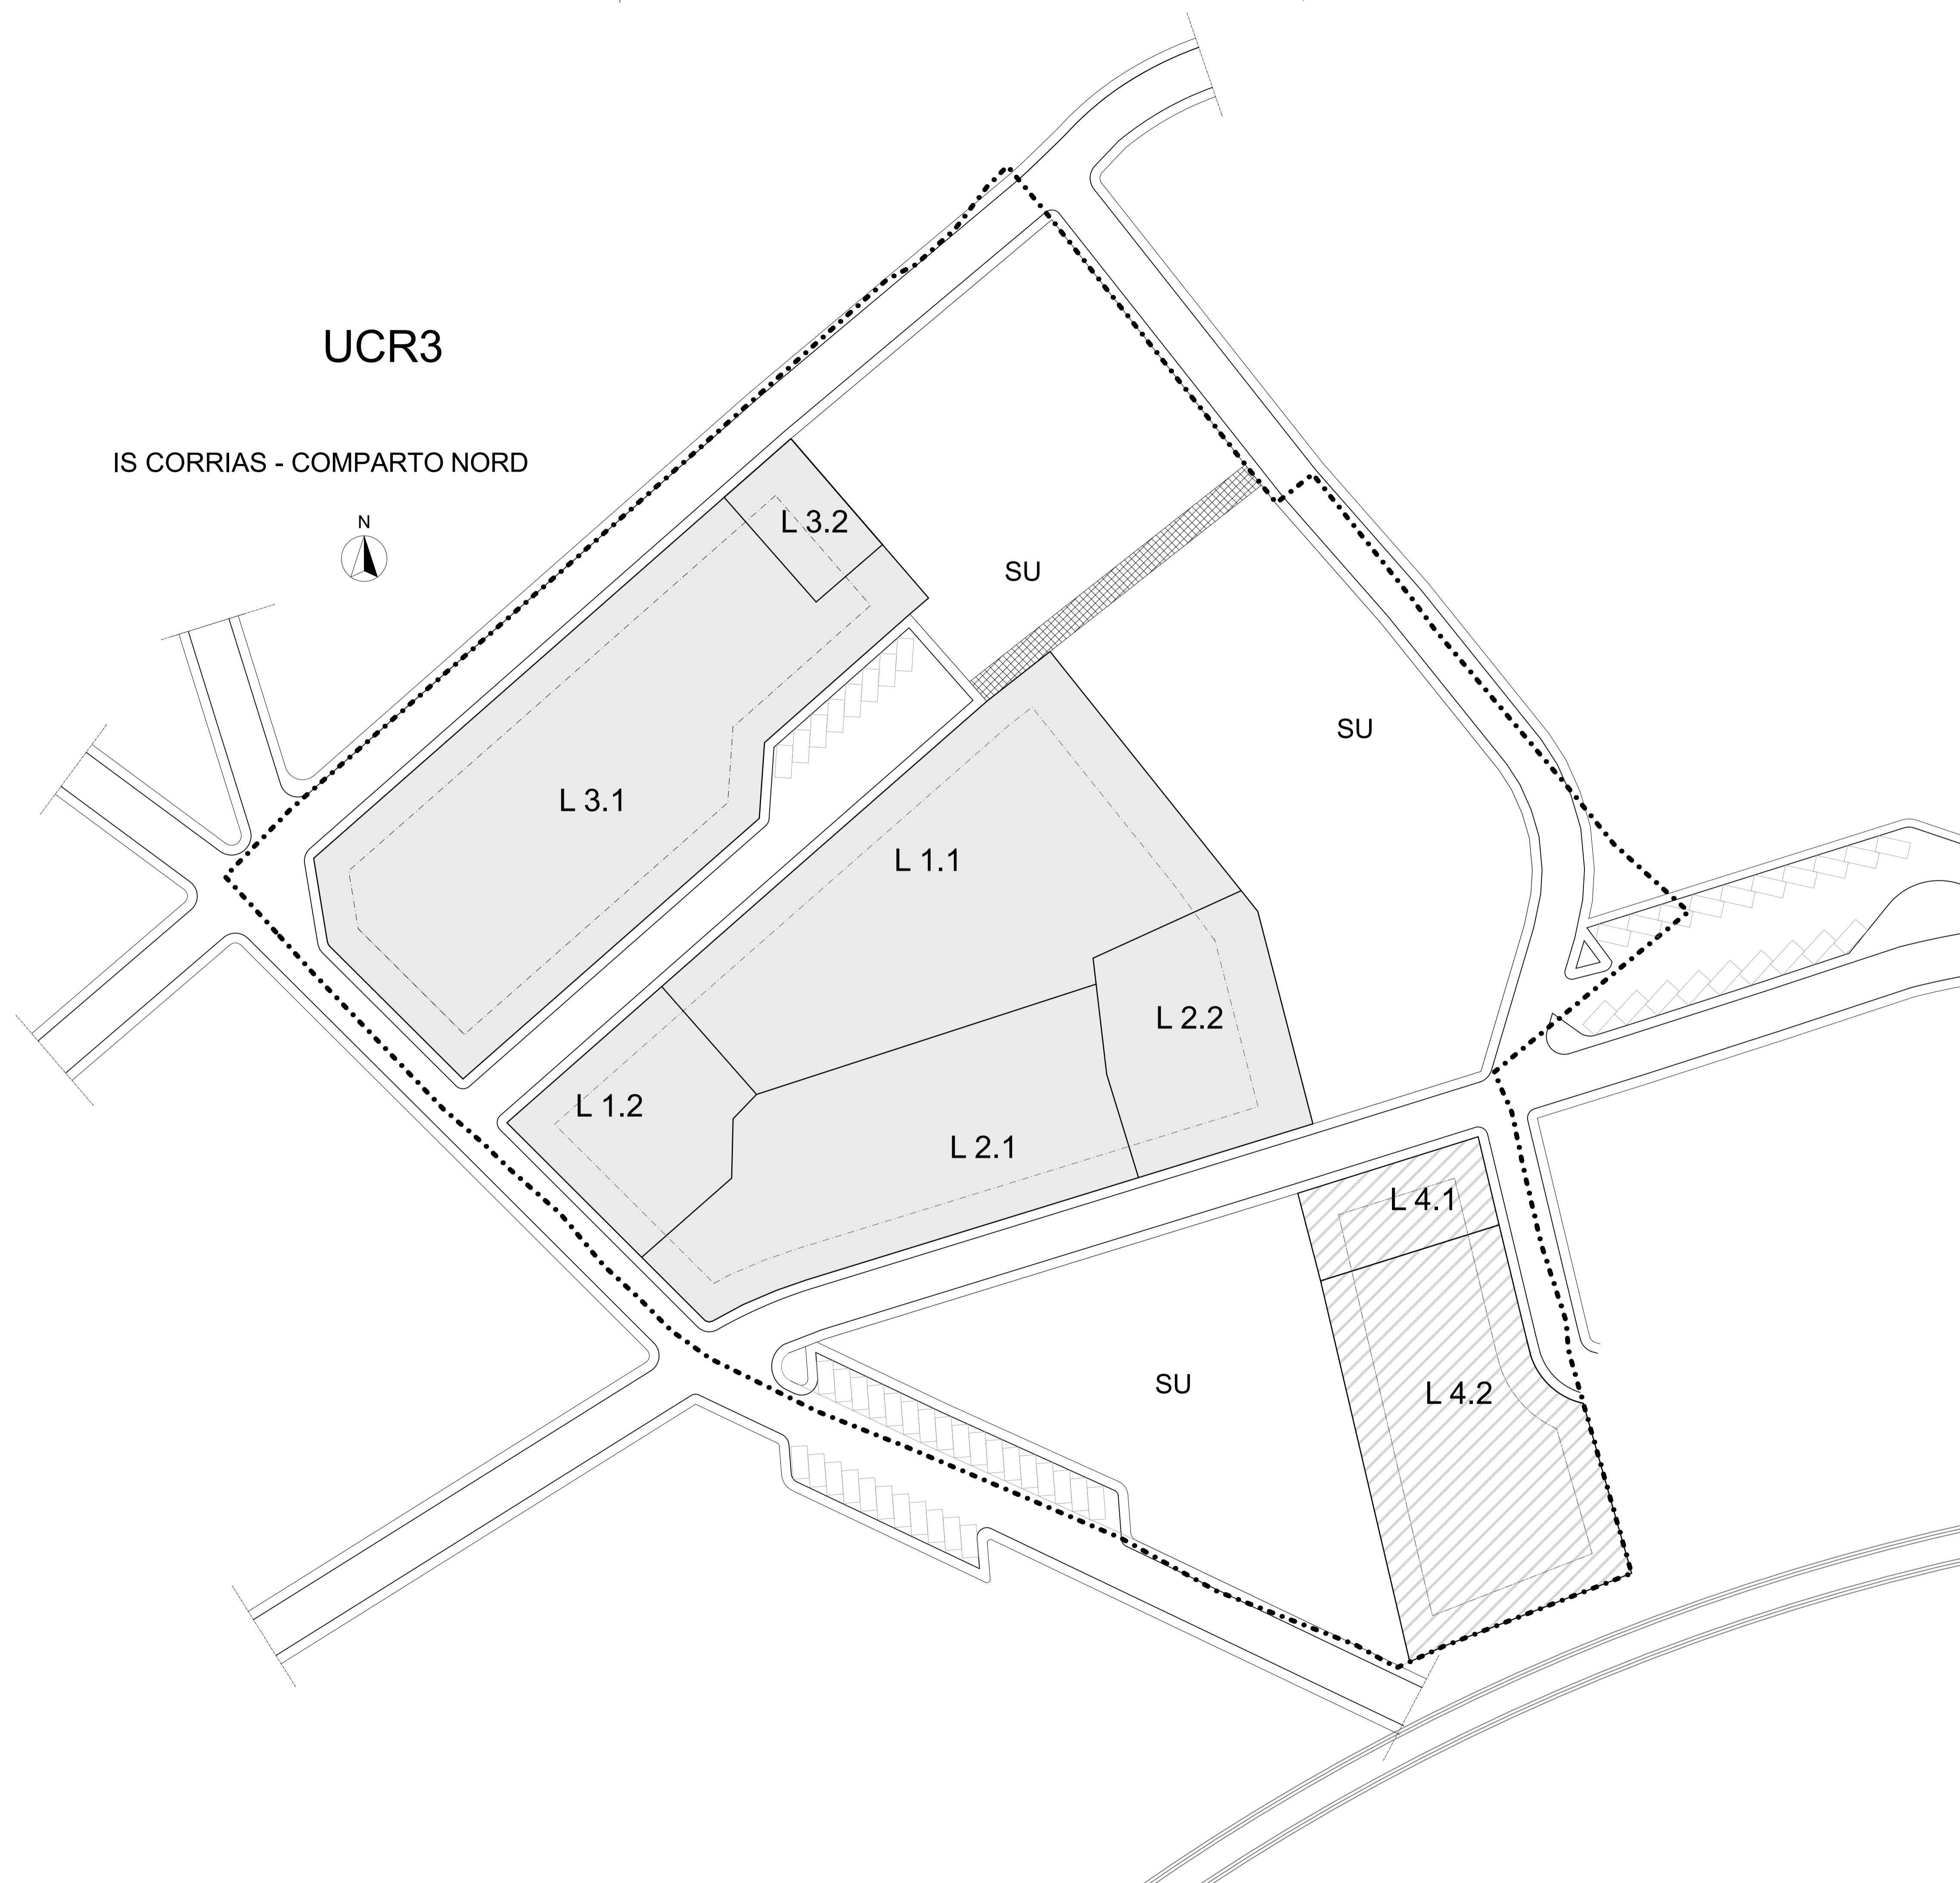 UCR3
IS CORRIAS - COMPARTO NORD
N
L 3.2
SU
SU
L 3.1
L 1.1
L 2.2
L 1.2
L 2.1
L 4.1
SU
L 4.2